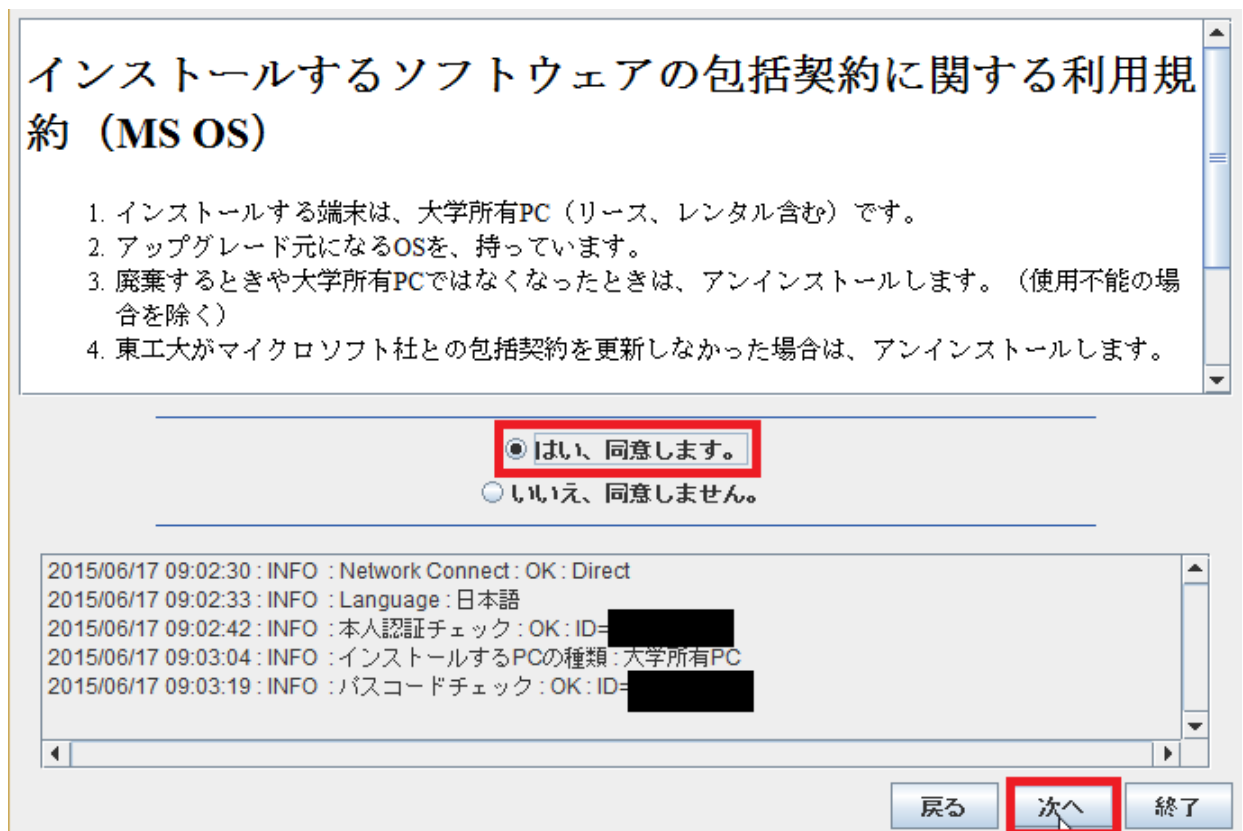 インストールするソフトウェアの包括契約に関する利用規
約（MS OS）
1. インストールする端末は、大学所有PC（リース、レンタル含む）です。
2. アップグレード元になるOSを、持っています。
3. 廃棄するときや大学所有PCではなくなったときは、アンインストールします。（使用不能の場
合を除く）
4. 東工大がマイクロソフト社との包括契約を更新しなかった場合は、アンインストールします。
はい、同意します。
いいえ、同意しません。
2015/06/17 09:02:30 : INFO : Network Connect : OK : Direct
2015/06/17 09:02:33 : INFO : Language : 日本語
2015/06/17 09:02:42 : INFO : 本人認証チェック : OK : ID=
2015/06/17 09:03:04 : INFO : インストールするPCの種類 : 大学所有PC
2015/06/17 09:03:19 : INFO : パスコードチェック : OK : ID=
戻る 次へ 終了